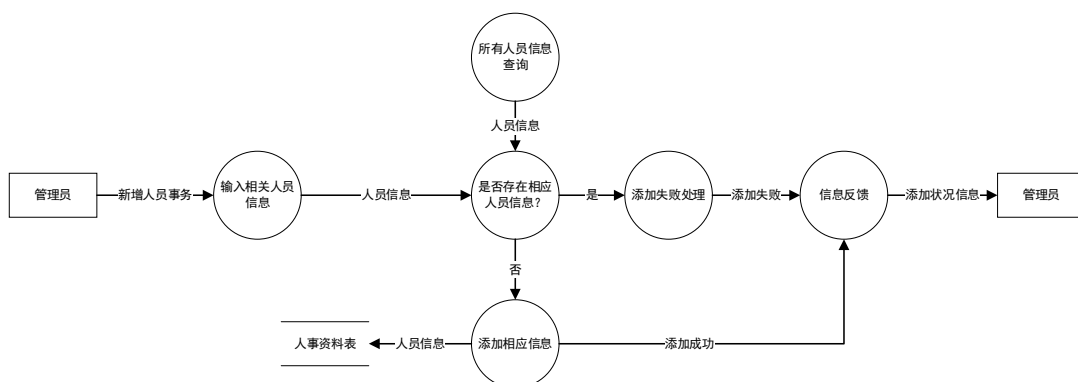 所有人员信息
查询
人员信息
管理员
新增人员事务
输入相关人员
信息
人员信息
是否存在相应
人员信息？
是
添加失败处理
添加失败
信息反馈
添加状况信息
管理员
否
人事资料表
人员信息
添加相应信息
添加成功